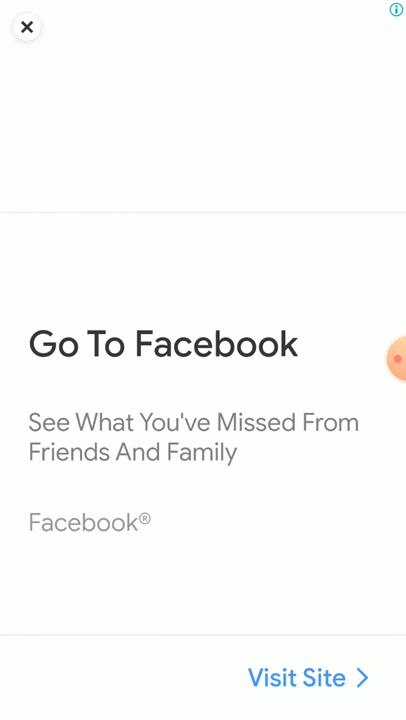 Go To Facebook
See What You've Missed From
Friends And Family
Facebook®
Visit Site